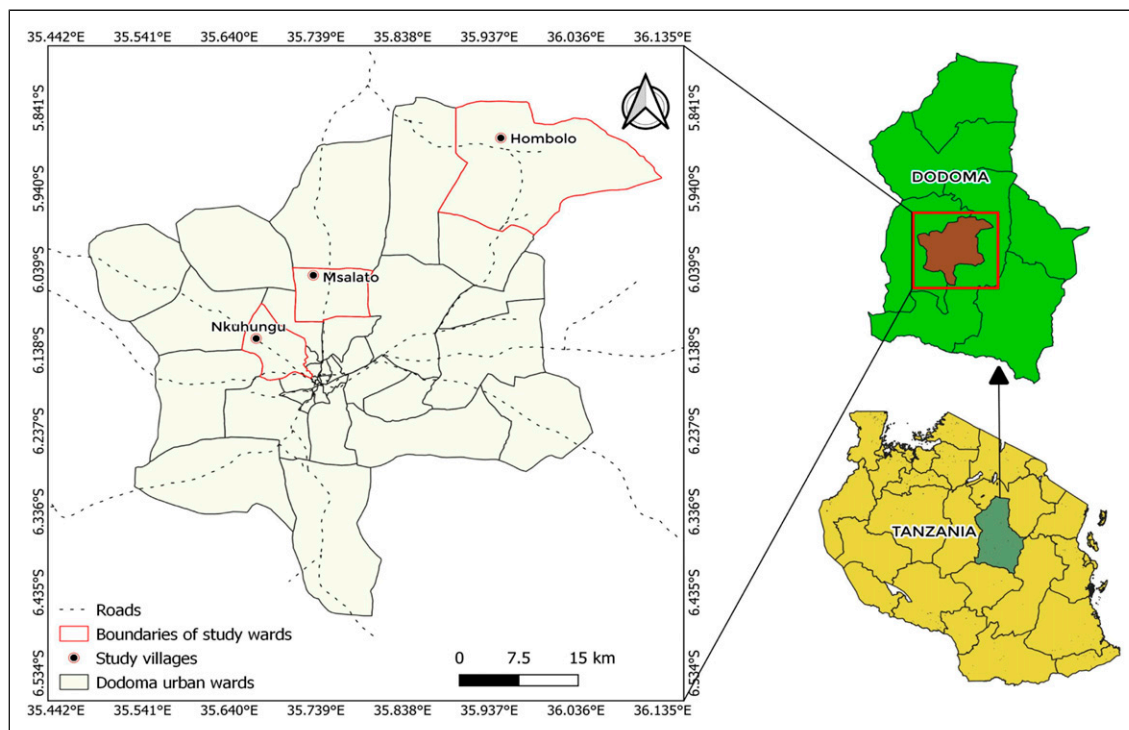 35.442°E 35.541°E 35.640°E 35.739°E 35.838°E 35.937°E 36.036°E 36.135°E
5.841°S 5.940°S 6.039°S 6.138°S 6.237°S 6.336°S 6.435°S 6.534°S
Hombolo
Msalato
Nkuhungu
Roads
Boundaries of study wards
Study villages
Dodoma urban wards
0 7.5 15 km
5.841°S 5.940°S 6.039°S 6.138°S 6.237°S 6.336°S 6.435°S 6.534°S
35.442°E 35.541°E 35.640°E 35.739°E 35.838°E 35.937°E 36.036°E 36.135°E
DODOMA
TANZANIA